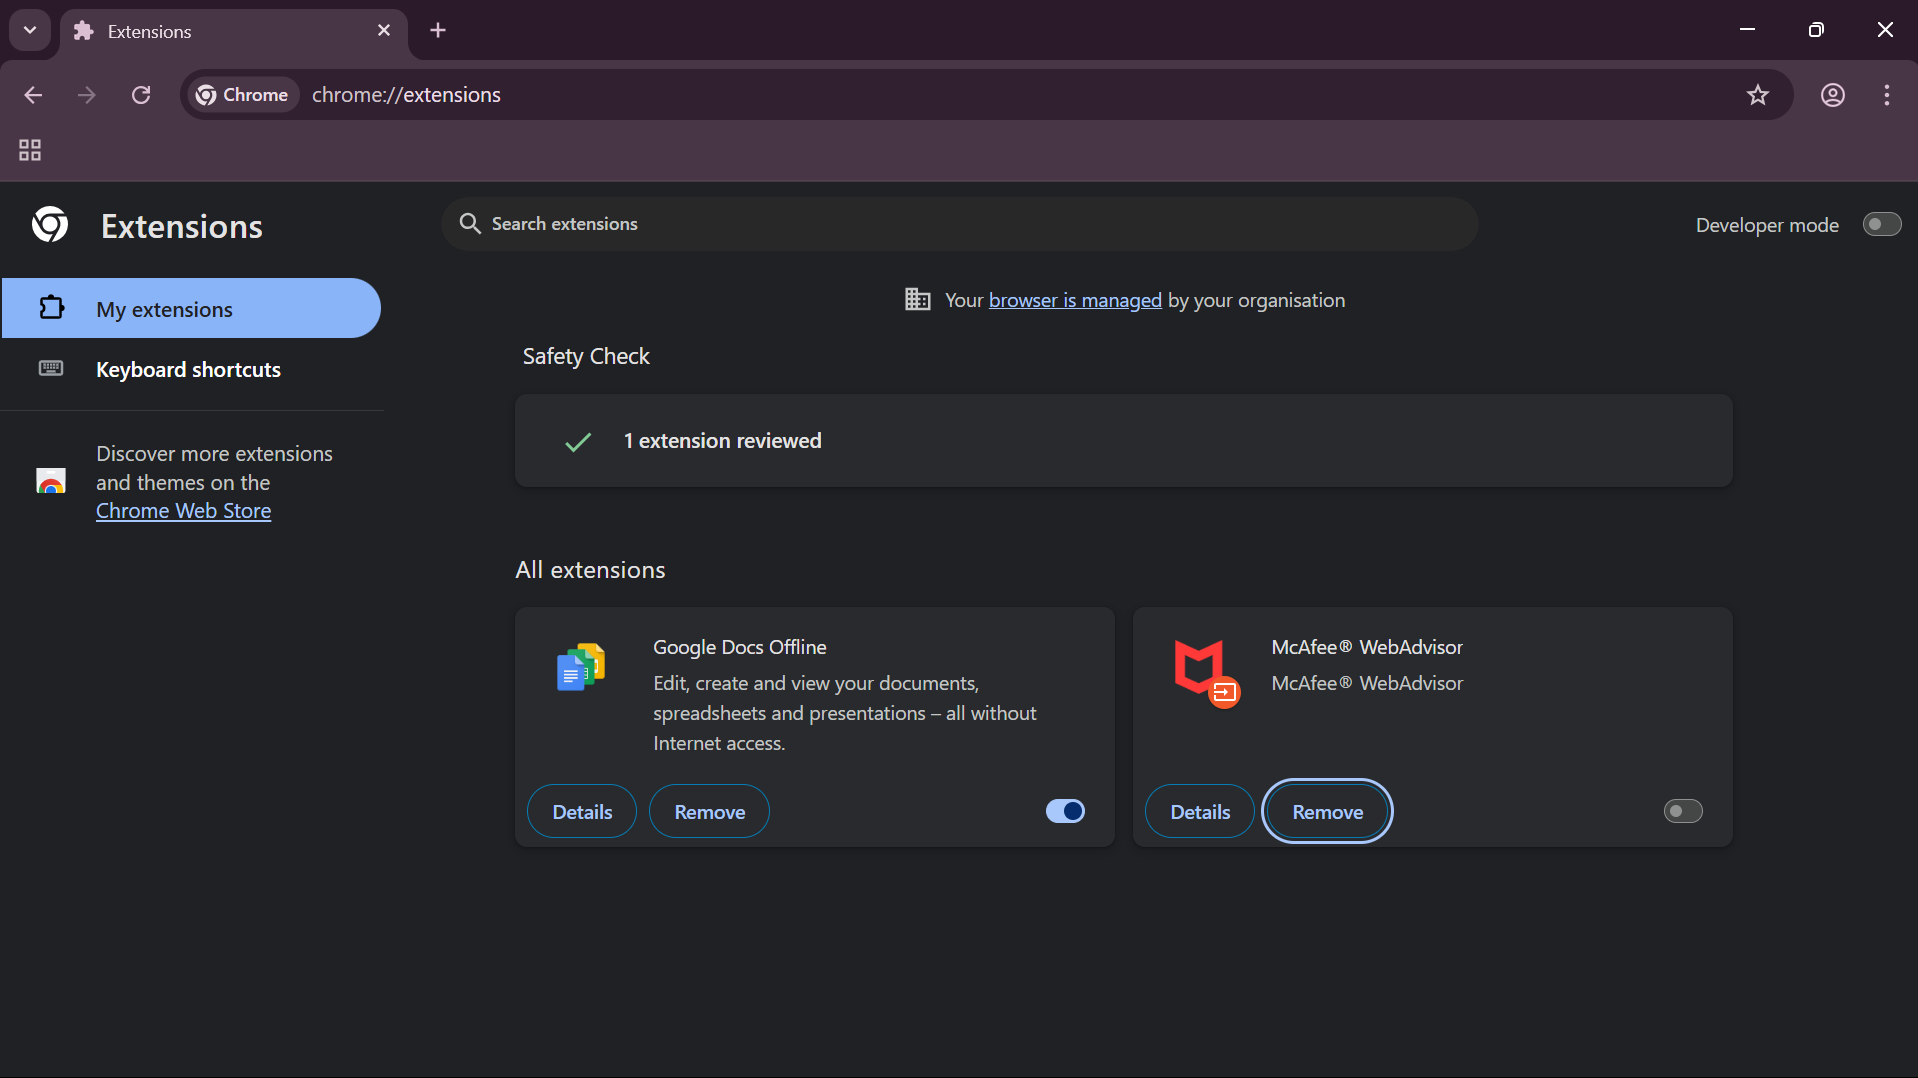 Extensions
Chrome
chrome://extensions
Extensions
Search extensions
Developer mode
My extensions
Keyboard shortcuts
Discover more extensions
and themes on the
Chrome Web Store
Your browser is managed by your organisation
Safety Check
1 extension reviewed
All extensions
Google Docs Offline
Edit, create and view your documents,
spreadsheets and presentations – all without
Internet access.
Details
Remove
McAfee® WebAdvisor
McAfee® WebAdvisor
Details
Remove